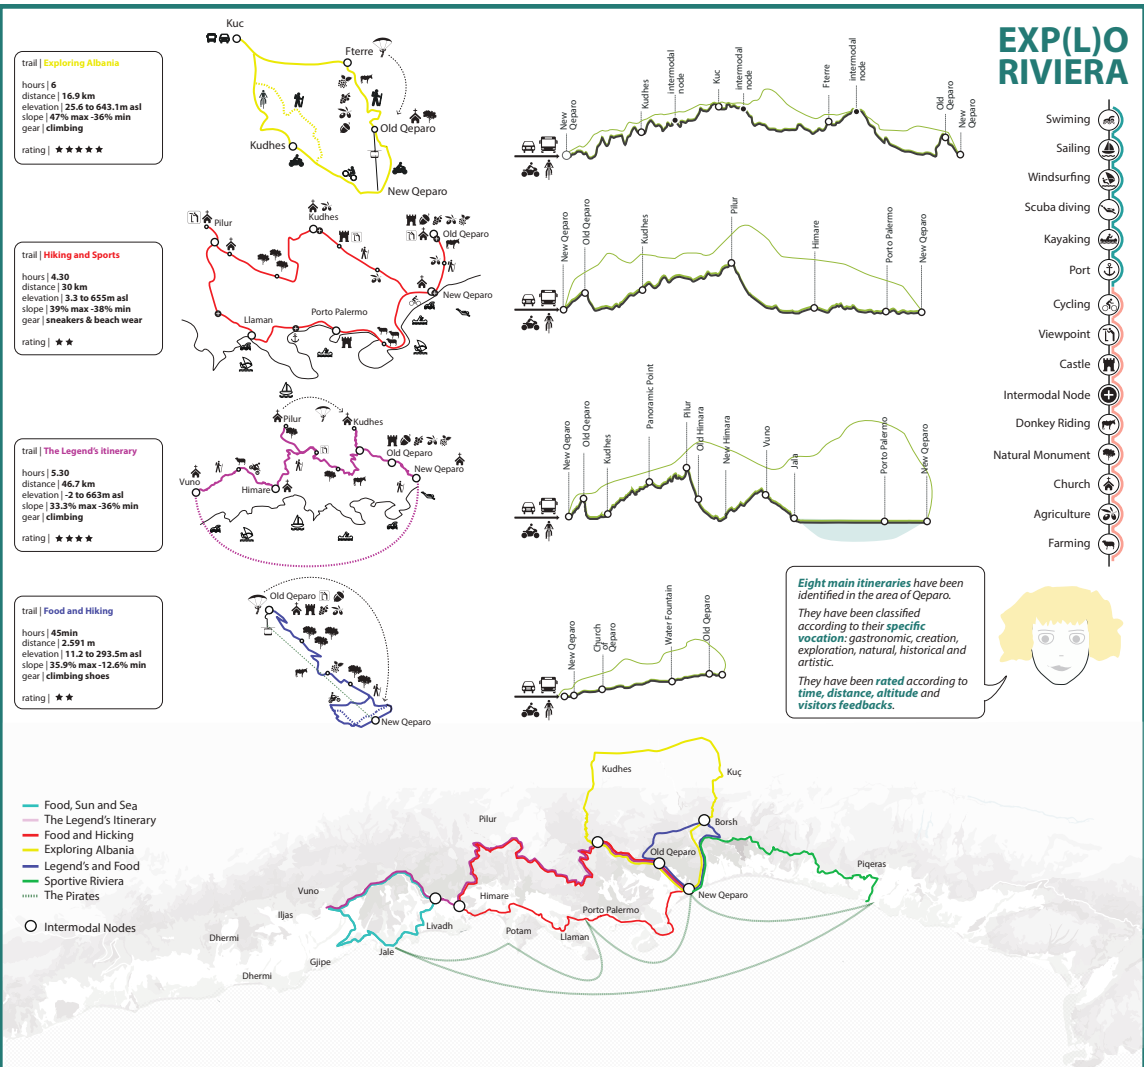 EXP(L)O
RIVIERA
trail | Exploring Albania
hours | 6
distance | 16.9 km
elevation | 25.6 to 643.1m asl
slope | 47% max -36% min
gear | climbing
rating |
Kuc
Fterre
Old Qeparo
Kudhes
New Qeparo
New
Qeparo
Kudhes
intermodal
node
Kuc
intermodal
node
Fterre
intermodal
node
Old
Qeparo
New
Qeparo
trail | Hiking and Sports
hours | 4.30
distance | 30 km
elevation | 3.3 to 655m asl
slope | 39% max -38% min
gear | sneakers & beach wear
rating |
Pilur
Kudhes
Old Qeparo
New Qeparo
Llaman
Porto Palermo
New Qeparo
Old Qeparo
Kudhes
Pilur
Himare
Porto Palermo
New Qeparo
trail | The Legend's itinerary
hours | 5.30
distance | 46.7 km
elevation | -2 to 663m asl
slope | 33.3% max -36% min
gear | climbing
rating |
Pilur
Kudhes
Old Qeparo
New Qeparo
Vuno
Himare
New Qeparo
Old Qeparo
Kudhes
Panoramic Point
Pilur
Old Himara
New Himara
Vuno
Jala
Porto Palermo
New Qeparo
trail | Food and Hiking
hours | 45min
distance | 2.591 m
elevation | 11.2 to 293.5m asl
slope | 35.9% max -12.6% min
gear | climbing shoes
rating |
Old Qeparo
New Qeparo
New Qeparo
Church
of
Qeparo
Water Fountain
Old Qeparo
Swiming
Sailing
Windsurfing
Scuba diving
Kayaking
Port
Cycling
Viewpoint
Castle
Intermodal Node
Donkey Riding
Natural Monument
Church
Agriculture
Farming
Eight main itineraries have been
identified in the area of Qeparo.
They have been classified
according to their specific
vocation: gastronomic, creation,
exploration, natural, historical and
artistic.
They have been rated according to
time, distance, altitude and
visitors feedbacks.
Food, Sun and Sea
The Legend's Itinerary
Food and Hicking
Exploring Albania
Legend's and Food
Sportive Riviera
The Pirates
Intermodal Nodes
Kudhes
Kuç
Pilur
Borsh
Old Qeparo
Piqeras
Vuno
New Qeparo
Himare
Iljas
Porto Palermo
Livadh
Potam
Dhermi
Llaman
Jale
Gjipe
Dhermi